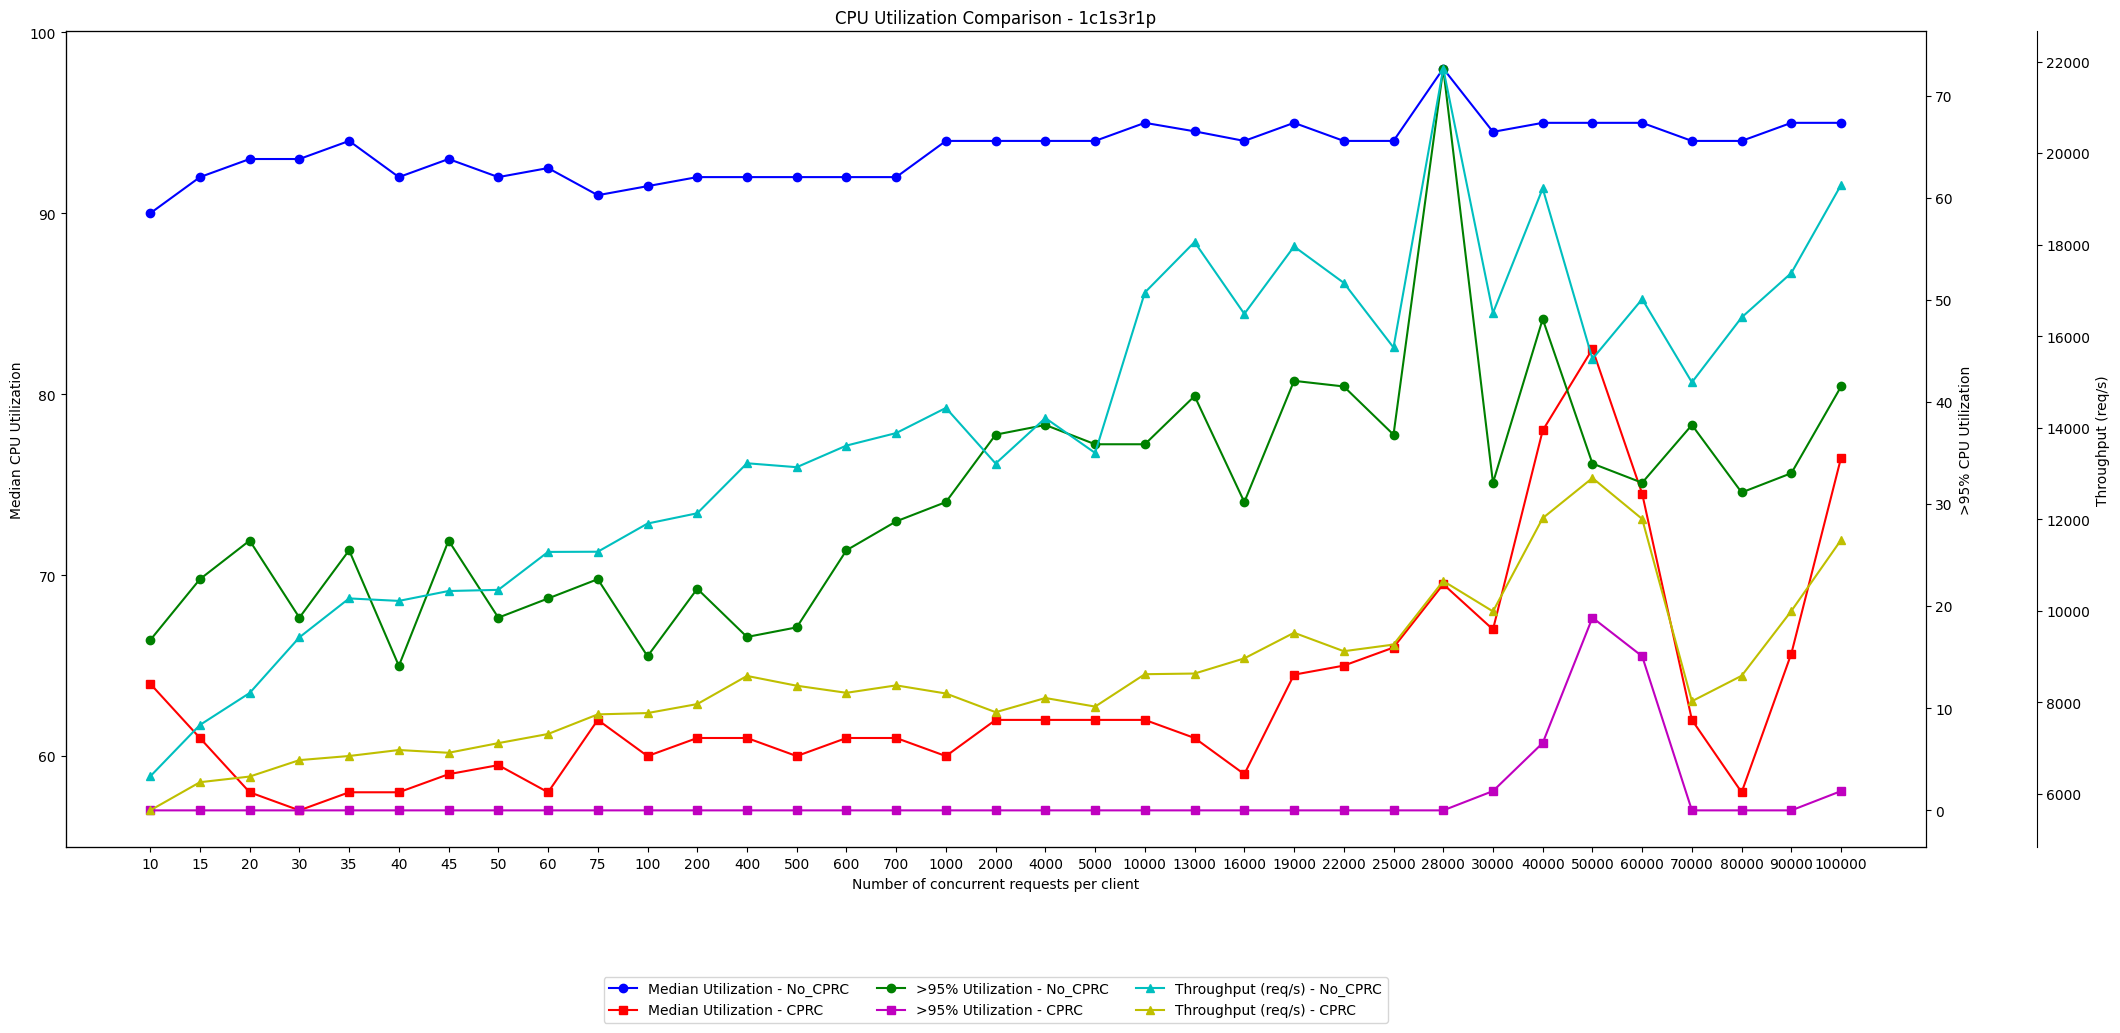 CPU Utilization Comparison - 1c1s3r1p
Median CPU Utilization
100
90
80
70
60
>95% CPU Utilization
70
60
50
40
30
20
10
0
Throughput (req/s)
22000
20000
18000
16000
14000
12000
10000
8000
6000
10 15 20 30 35 40 45 50 60 75 100 200 400 500 600 700 1000 2000 4000 5000 10000 13000 16000 19000 22000 25000 28000 30000 40000 50000 60000 70000 80000 90000 100000
Number of concurrent requests per client
Median Utilization - No_CPRC >95% Utilization - No_CPRC Throughput (req/s) - No_CPRC
Median Utilization - CPRC >95% Utilization - CPRC Throughput (req/s) - CPRC